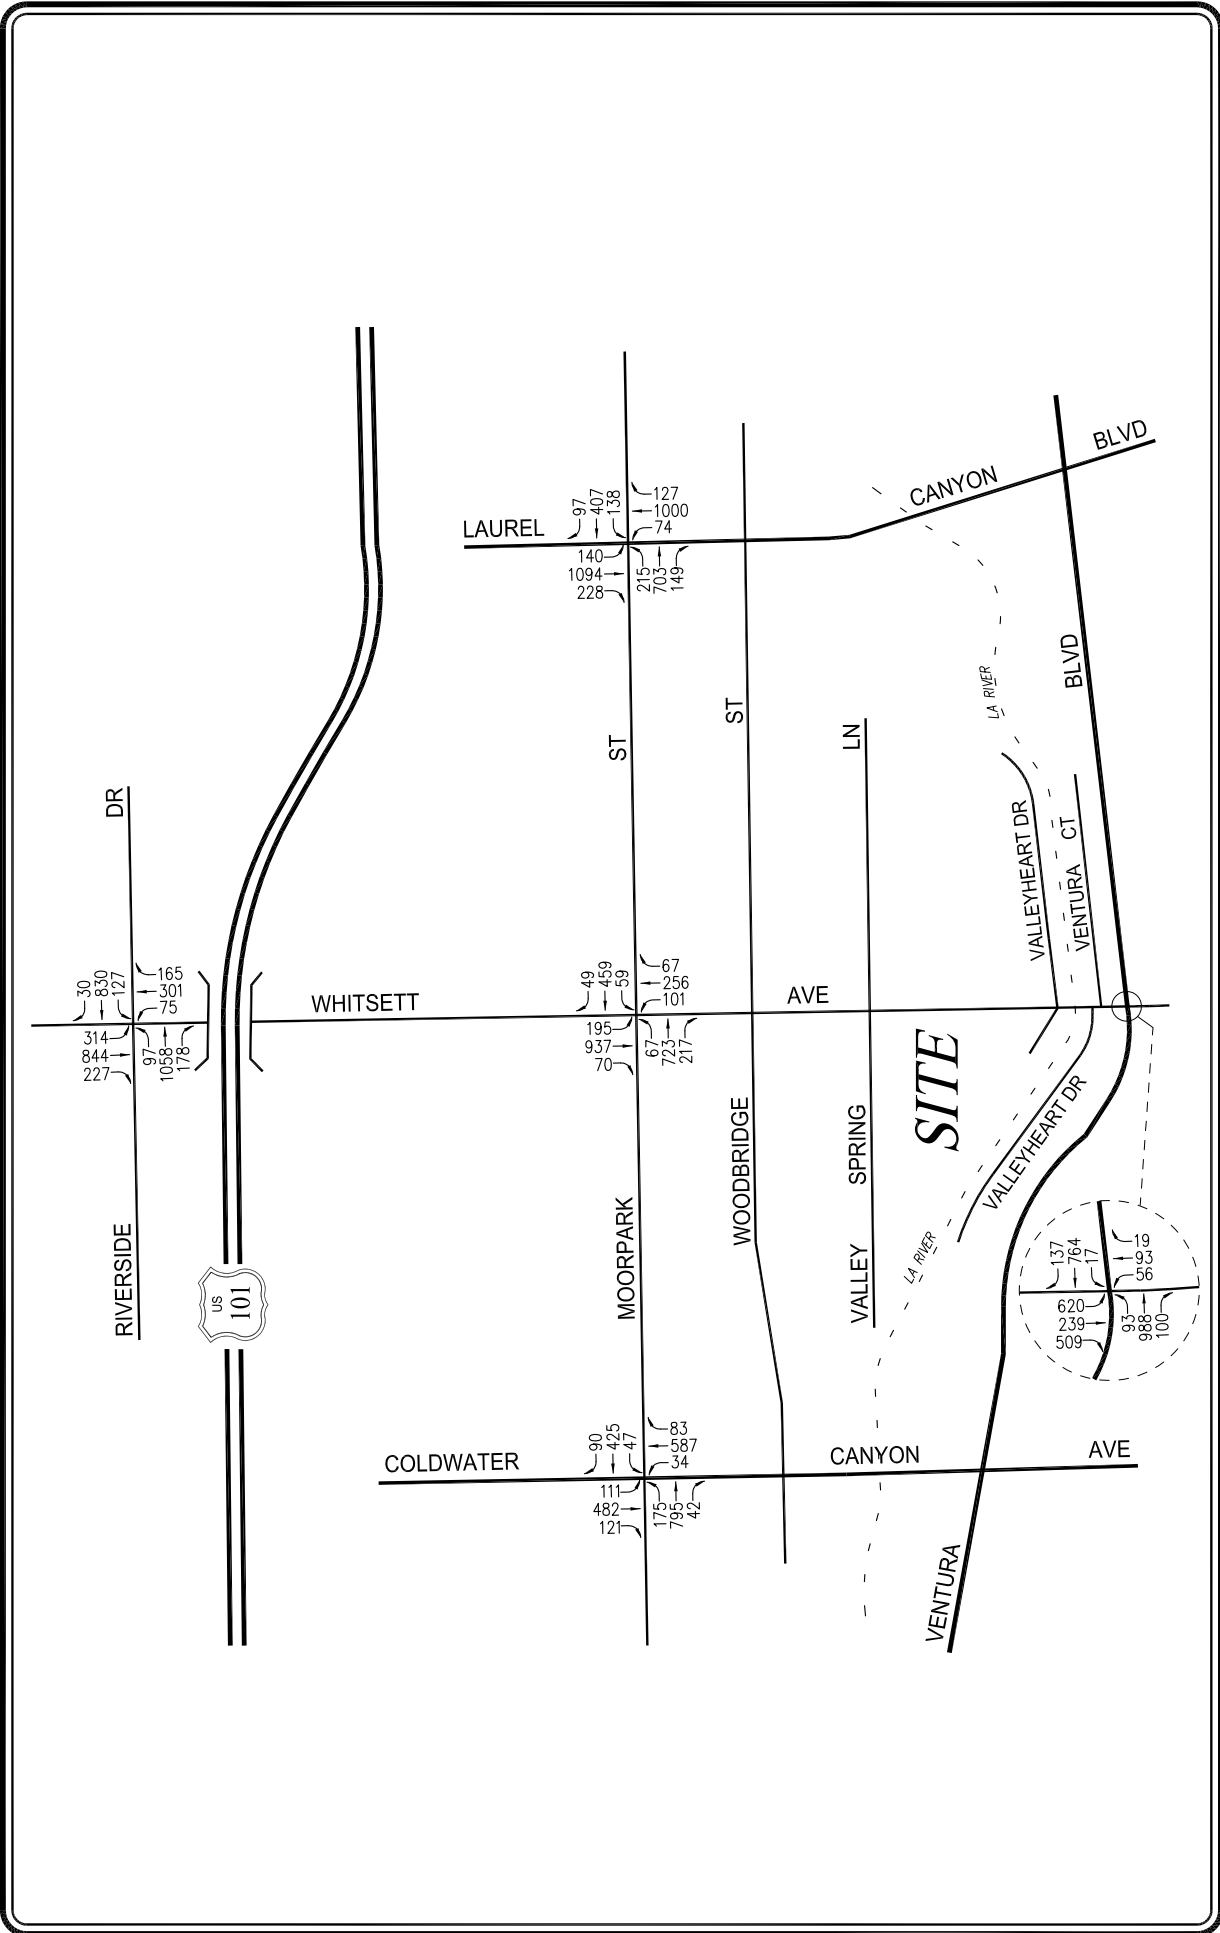 LAUREL
CANYON
BLVD
97
407
138
127
1000
74
140
1094
228
215
703
149
BLVD
LA RIVER
ST
ST
LN
DR
VALLEYHEART DR
VENTURA CT
30
830
127
165
301
75
314
844
227
97
1058
178
WHITSETT
AVE
49
459
59
67
256
101
195
937
70
67
723
217
SITE
VALLEYHEART DR
WOODBRIDGE
SPRING
VALLEY
MOORPARK
RIVERSIDE
US
101
LA RIVER
137
764
17
19
93
56
620
239
509
93
988
100
COLDWATER
CANYON
AVE
90
425
47
83
587
34
111
482
121
175
795
42
VENTURA